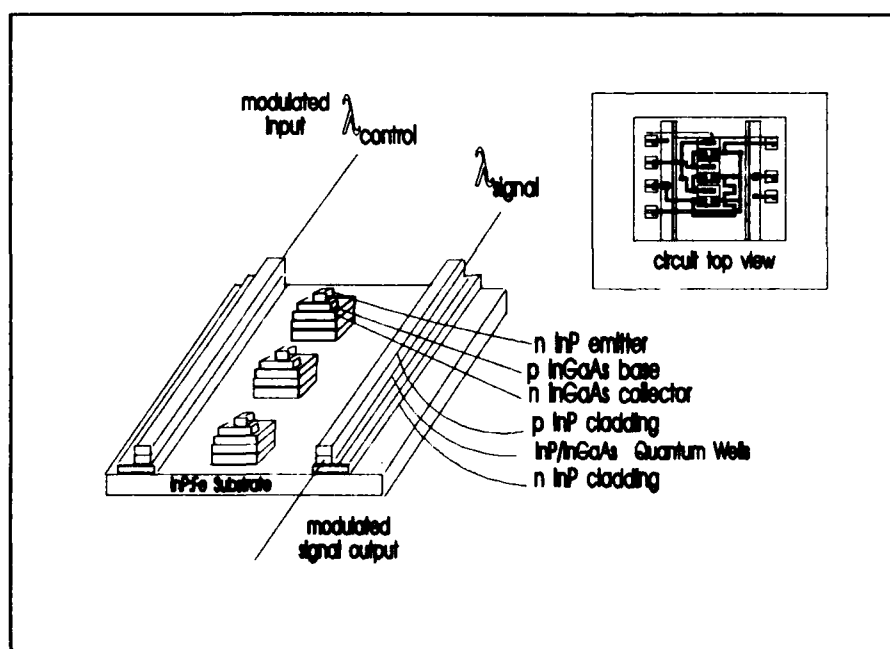 modulated
input
λcontrol
λsignal
circuit top view
n InP emitter
p InGaAs base
n InGaAs collector
p InP cladding
InP/InGaAs Quantum Wells
n InP cladding
InP:Fe Substrate
modulated
signal output